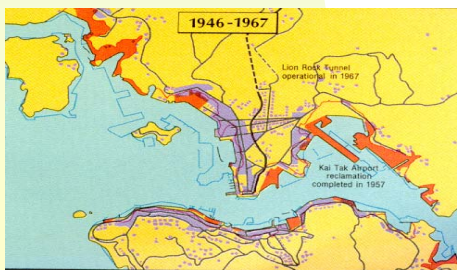 1946-1967
Lion Rock Tunnel
operational in 1967
Kai Tak Airport
reclamation
completed in 1957